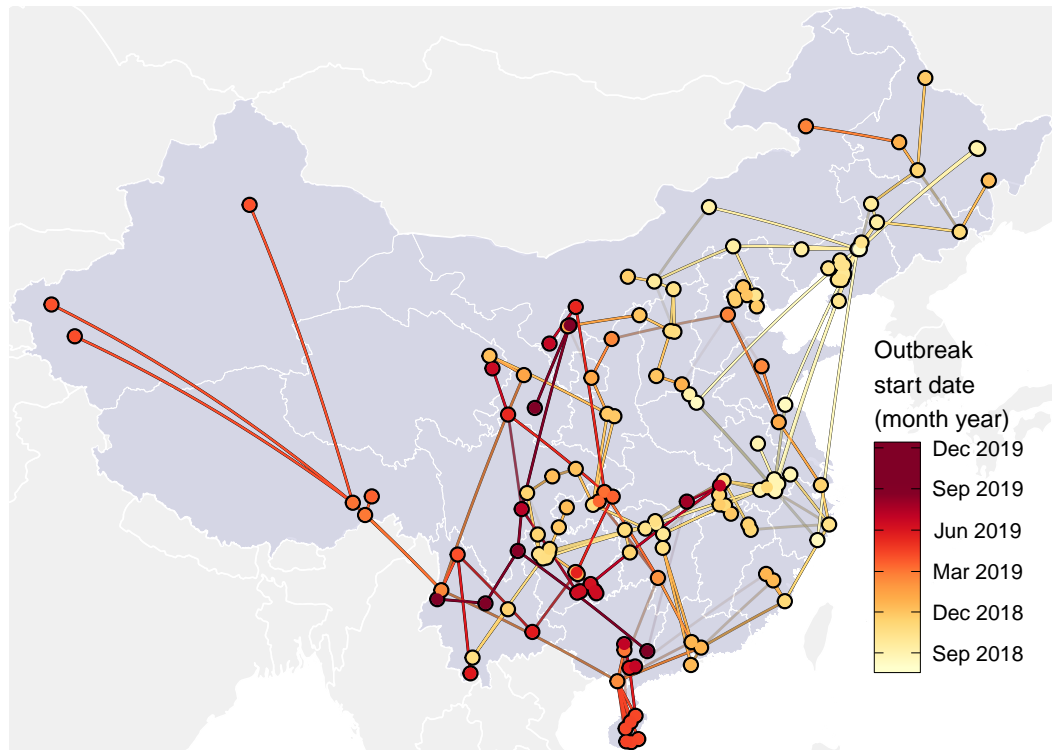 Outbreak
start date
(month year)
Dec 2019
Sep 2019
Jun 2019
Mar 2019
Dec 2018
Sep 2018